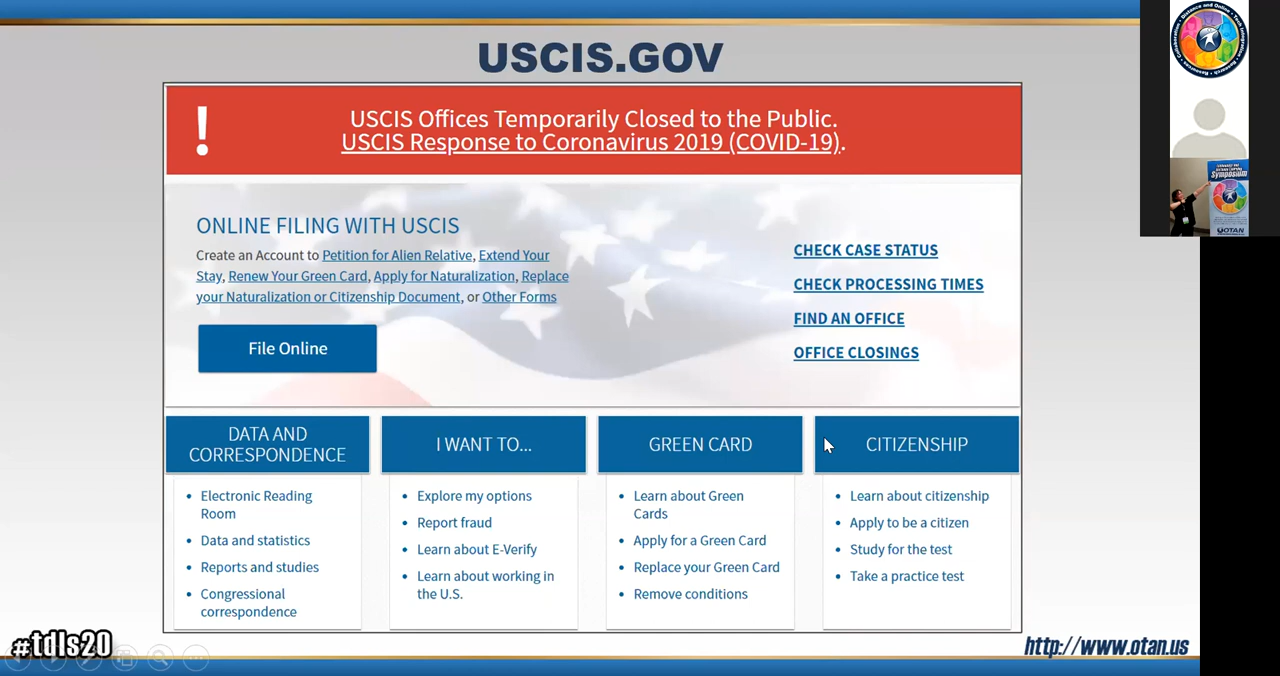 USCIS.GOV
!
USCIS Offices Temporarily Closed to the Public.
USCIS Response to Coronavirus 2019 (COVID-19).
ONLINE FILING WITH USCIS
Create an Account to Petition for Alien Relative, Extend Your
Stay, Renew Your Green Card, Apply for Naturalization, Replace
your Naturalization or Citizenship Document, or Other Forms
File Online
CHECK CASE STATUS
CHECK PROCESSING TIMES
FIND AN OFFICE
OFFICE CLOSINGS
DATA AND
CORRESPONDENCE
• Electronic Reading
Room
• Data and statistics
• Reports and studies
• Congressional
correspondence
I WANT TO...
• Explore my options
• Report fraud
• Learn about E-Verify
• Learn about working in
the U.S.
GREEN CARD
• Learn about Green
Cards
• Apply for a Green Card
• Replace your Green Card
• Remove conditions
CITIZENSHIP
• Learn about citizenship
• Apply to be a citizen
• Study for the test
• Take a practice test
#tdls20
http://www.otan.us
Symposium
OTAN